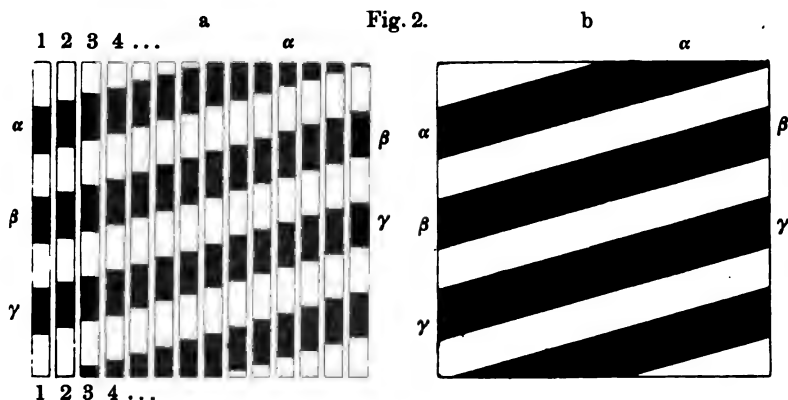 a Fig. 2. b
1 2 3 4 ... α α
α β α β
β γ β γ
γ γ
1 2 3 4 ...